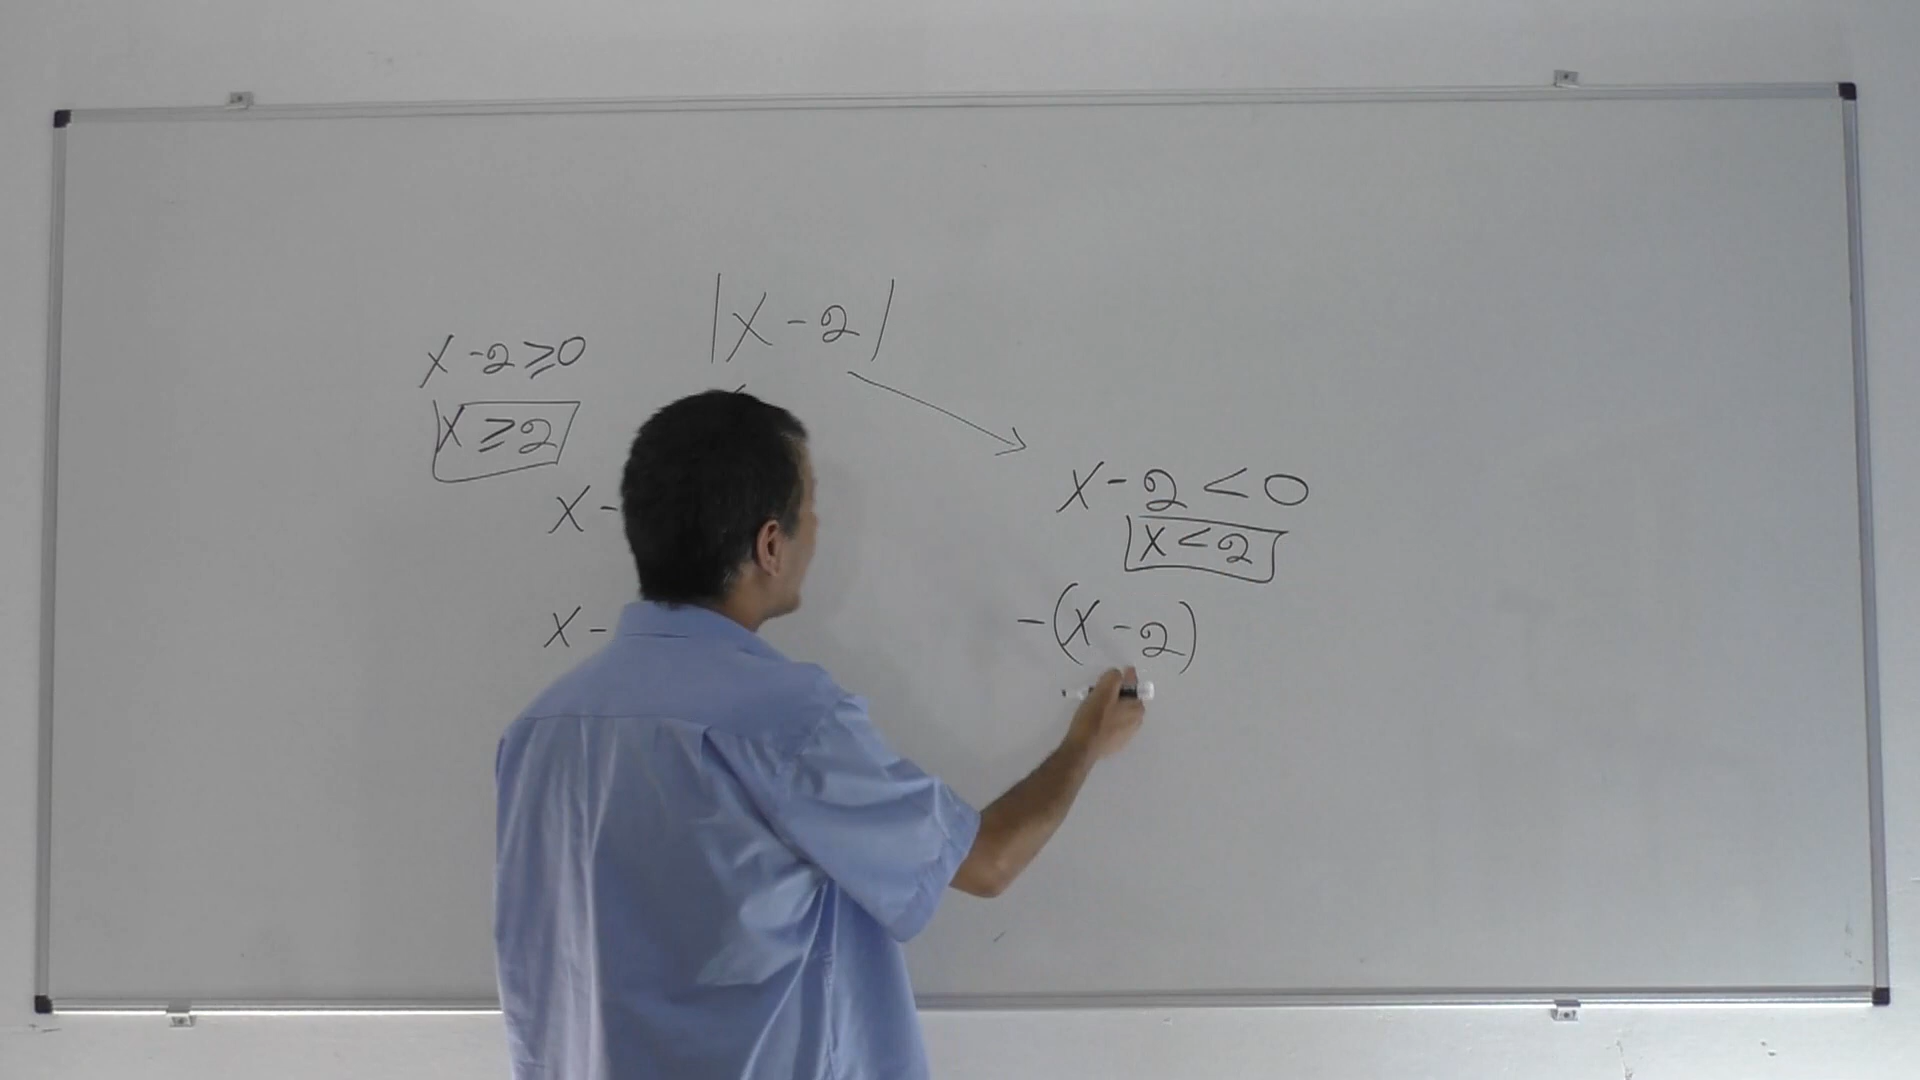 |x-2|
x-2≥0
x≥2
x-
x-
x-2<0
x<2
-(x-2)